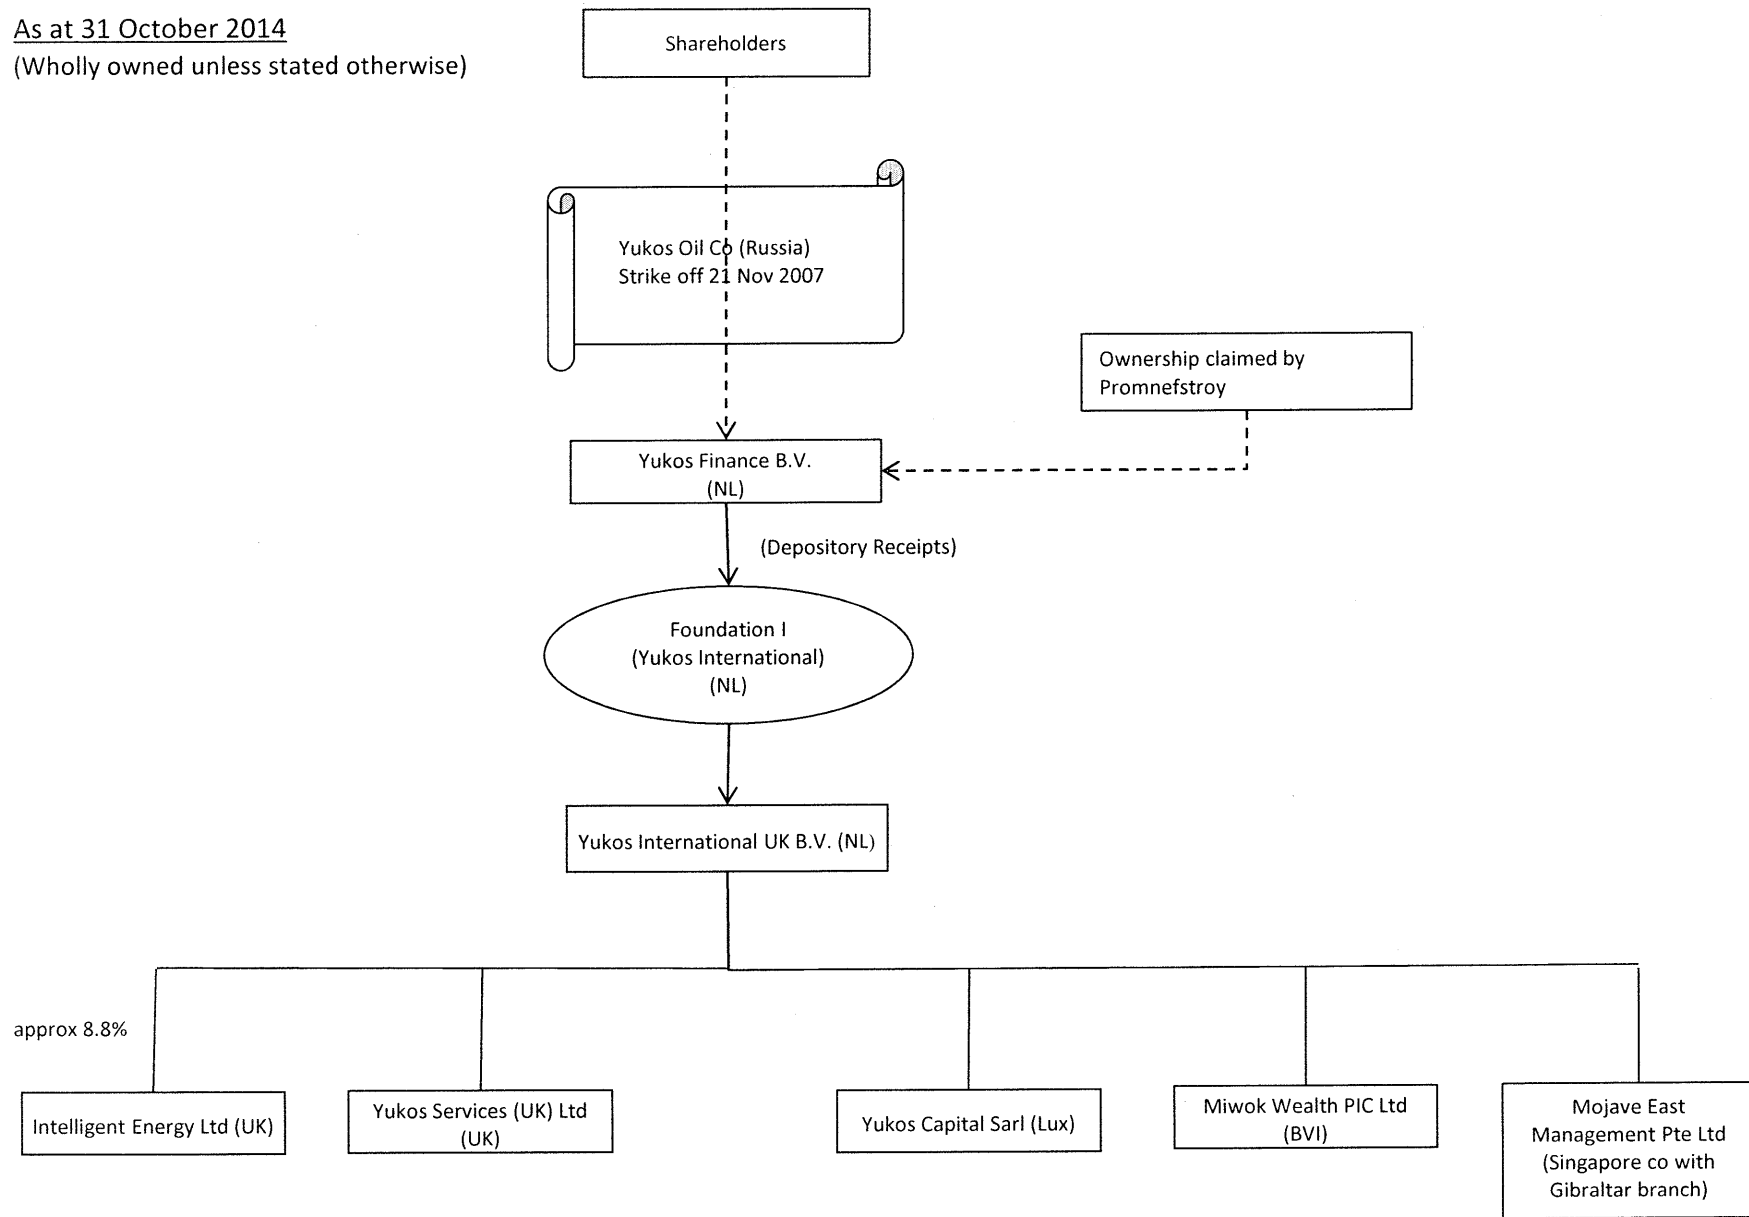 As at 31 October 2014
(Wholly owned unless stated otherwise)
Shareholders
Yukos Oil Co (Russia)
Strike off 21 Nov 2007
Ownership claimed by
Promnefstroy
Yukos Finance B.V.
(NL)
(Depository Receipts)
Foundation I
(Yukos International)
(NL)
Yukos International UK B.V. (NL)
approx 8.8%
Intelligent Energy Ltd (UK)
Yukos Services (UK) Ltd
(UK)
Yukos Capital Sarl (Lux)
Miwok Wealth PIC Ltd
(BVI)
Mojave East
Management Pte Ltd
(Singapore co with
Gibraltar branch)